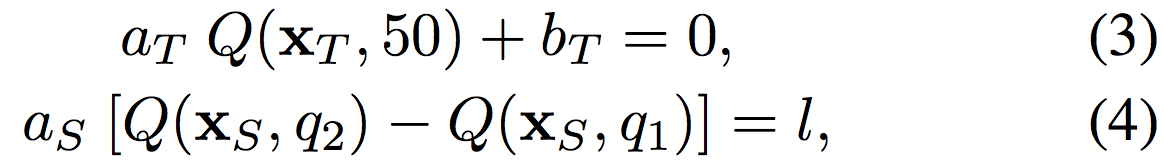 a_T Q(x_T, 50) + b_T = 0, (3)
a_S [Q(x_S, q_2) − Q(x_S, q_1)] = l, (4)